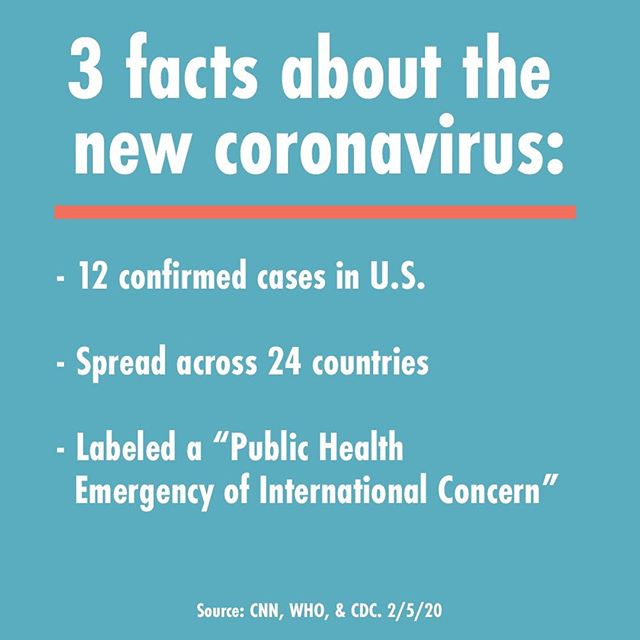 3 facts about the
new coronavirus:
- 12 confirmed cases in U.S.
- Spread across 24 countries
- Labeled a “Public Health
Emergency of International Concern”
Source: CNN, WHO, & CDC. 2/5/20